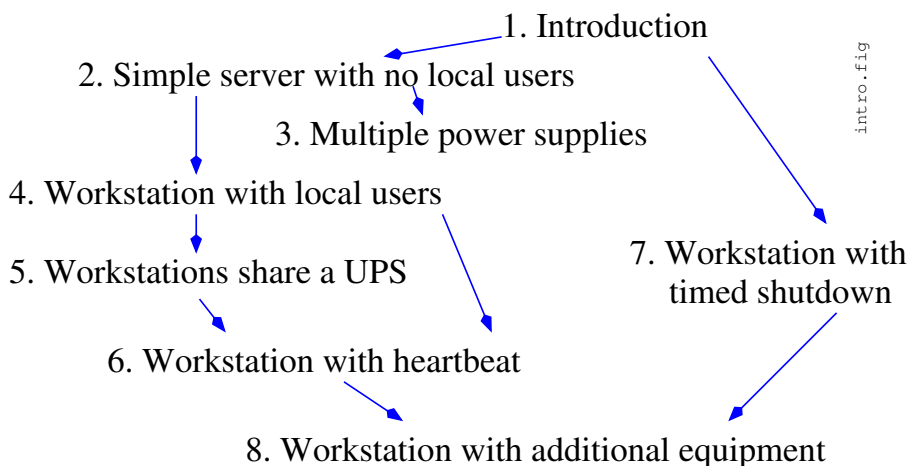 1. Introduction
intro.fig
2. Simple server with no local users
3. Multiple power supplies
4. Workstation with local users
7. Workstation with
timed shutdown
5. Workstations share a UPS
6. Workstation with heartbeat
8. Workstation with additional equipment